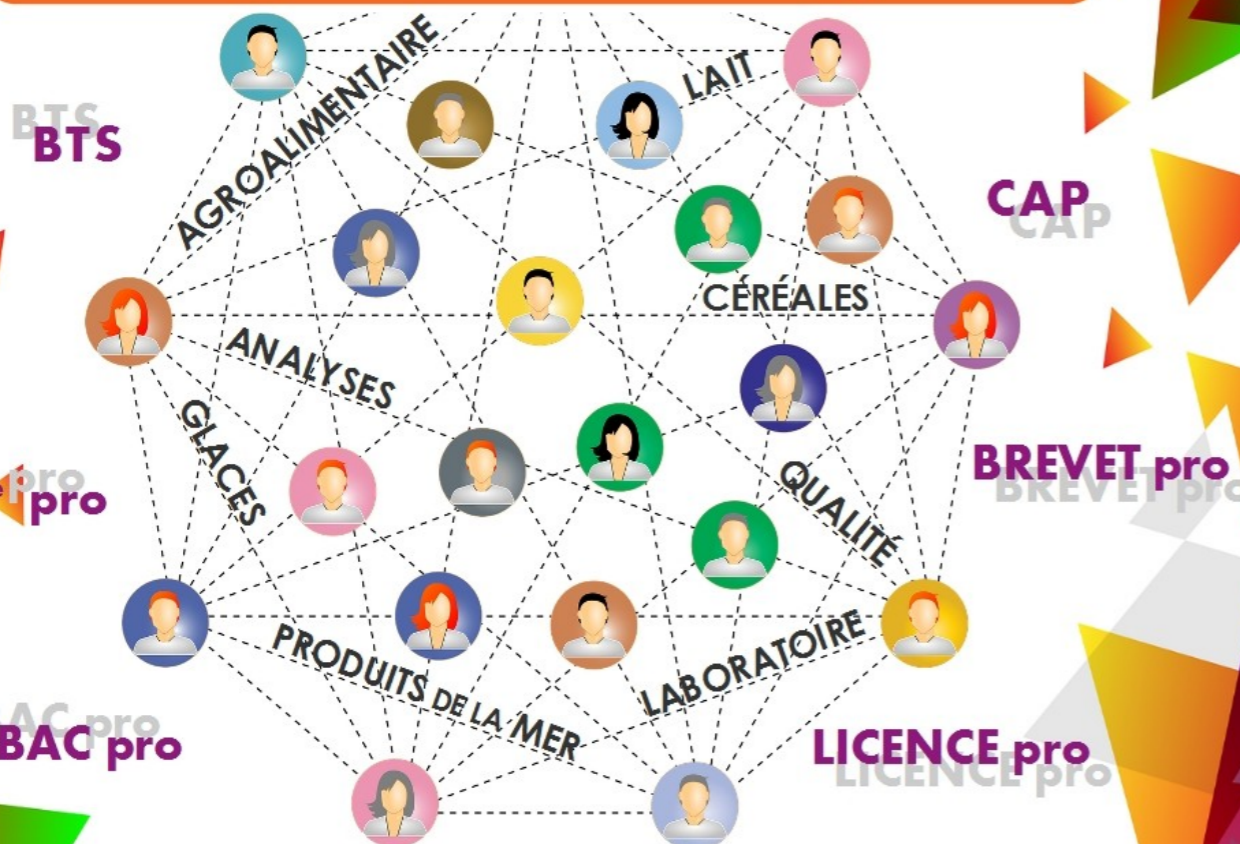 AGROALIMENTAIRE
LAIT
BTS
CAP
CÉRÉALES
ANALYSES
GLACES
QUALITÉ
BREVET pro
pro
PRODUITS DE LA MER
LABORATOIRE
BAC pro
LICENCE pro